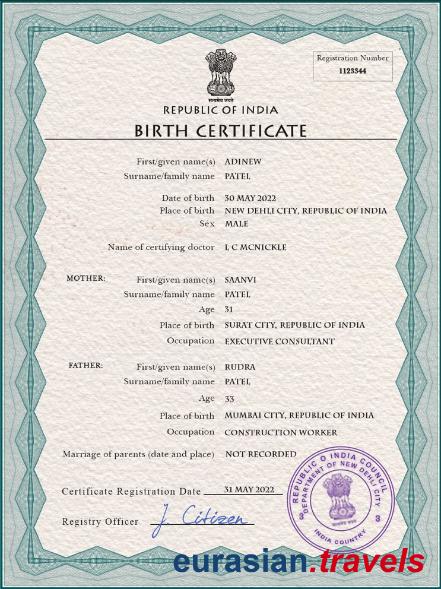 Registration Number
1123344
सत्यमेव जयते
REPUBLIC OF INDIA
BIRTH CERTIFICATE
First/given name(s) ADINEW
Surname/family name PATEL
Date of birth 30 MAY 2022
Place of birth NEW DEHLI CITY, REPUBLIC OF INDIA
Sex MALE
Name of certifying doctor I, C MCNICKLE
MOTHER: First/given name(s) SAANVI
Surname/family name PATEL
Age 31
Place of birth SURAT CITY, REPUBLIC OF INDIA
Occupation EXECUTIVE CONSULTANT
FATHER: First/given name(s) RUDRA
Surname/family name PATEL
Age 33
Place of birth MUMBAI CITY, REPUBLIC OF INDIA
Occupation CONSTRUCTION WORKER
Marriage of parents (date and place) NOT RECORDED
Certificate Registration Date 31 MAY 2022
Registry Officer J. Citizen
REPUBLIC O INDIA COUNCIL
DEPARTMENT OF NEW DEHLI CITY
INDIA COUNTRY
eurasian.travels